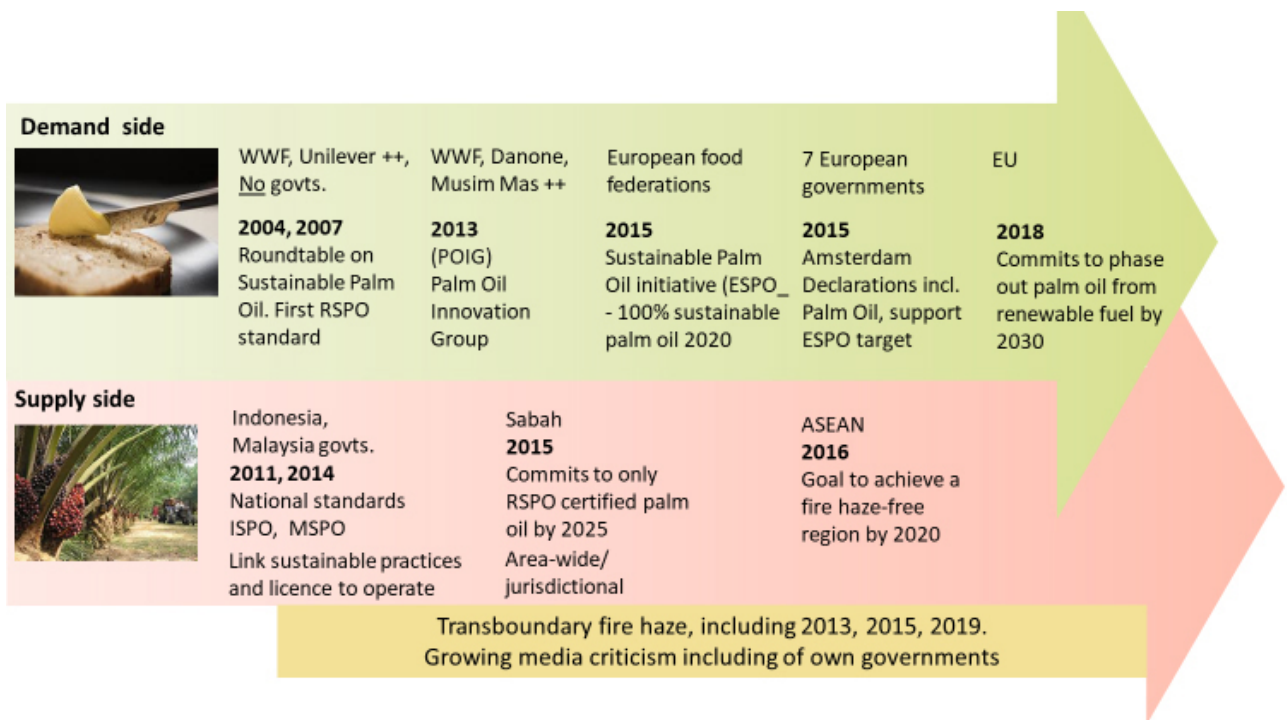 Demand side
WWF, Unilever ++,
No govts.
2004, 2007
Roundtable on
Sustainable Palm
Oil. First RSPO
standard
WWF, Danone,
Musim Mas ++
2013
(POIG)
Palm Oil
Innovation
Group
European food
federations
2015
Sustainable Palm
Oil initiative (ESPO_
- 100% sustainable
palm oil 2020
7 European
governments
2015
Amsterdam
Declarations incl.
Palm Oil, support
ESPO target
EU
2018
Commits to phase
out palm oil from
renewable fuel by
2030
Supply side
Indonesia,
Malaysia govts.
2011, 2014
National standards
ISPO, MSPO
Link sustainable practices
and licence to operate
Sabah
2015
Commits to only
RSPO certified palm
oil by 2025
Area-wide/
jurisdictional
ASEAN
2016
Goal to achieve a
fire haze-free
region by 2020
Transboundary fire haze, including 2013, 2015, 2019.
Growing media criticism including of own governments